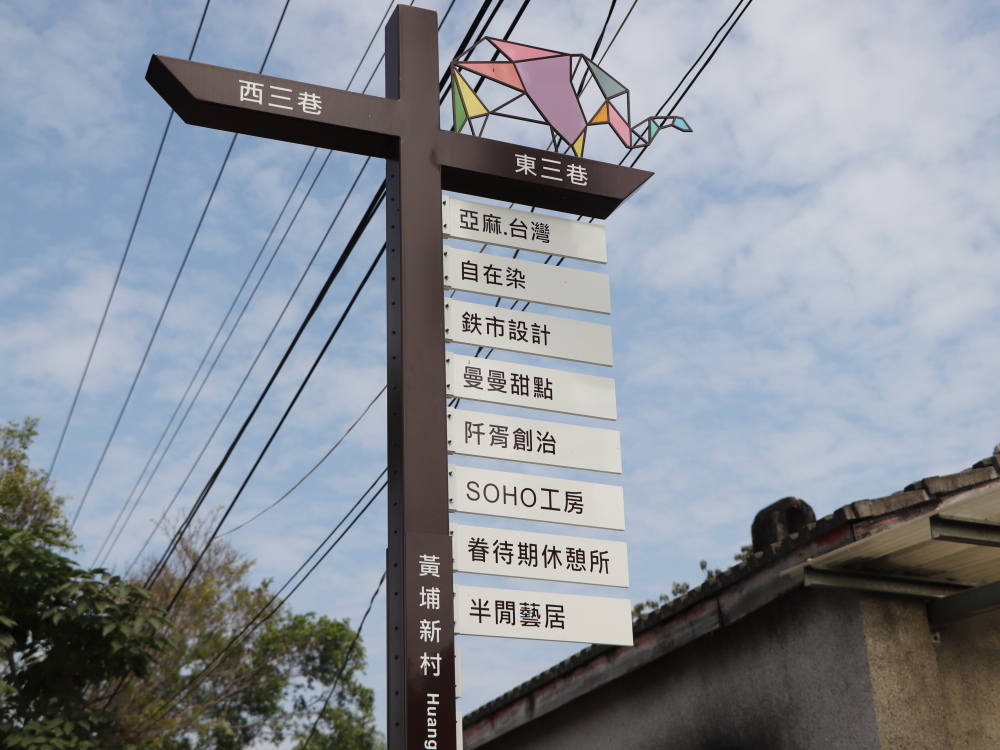 西三巷
東三巷
亞麻.台灣
自在染
鉄市設計
曼曼甜點
阡胥創治
SOHO工房
眷待期休憩所
半閒藝居
黃埔新村 Huang